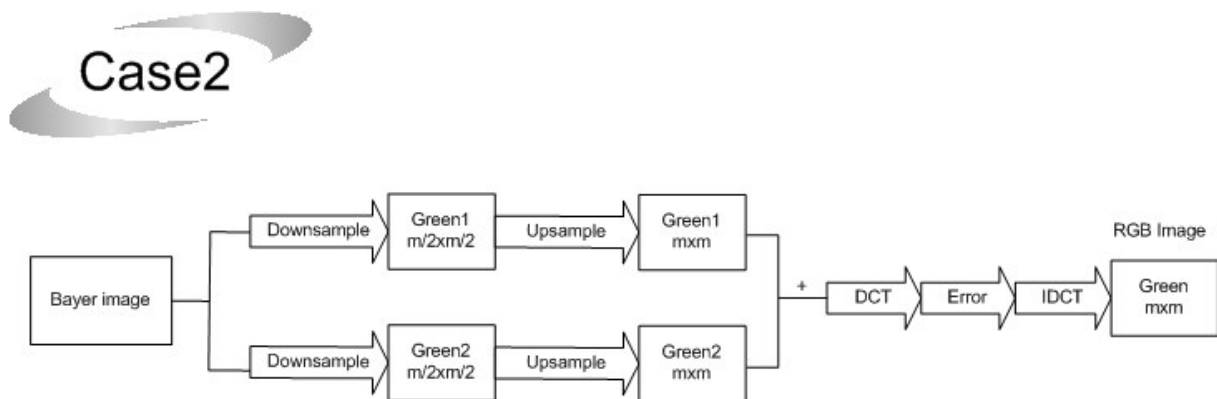 Case2
Downsample
Green1
m/2xm/2
Upsample
Green1
mxm
RGB Image
Bayer image
+
DCT
Error
IDCT
Green
mxm
Downsample
Green2
m/2xm/2
Upsample
Green2
mxm